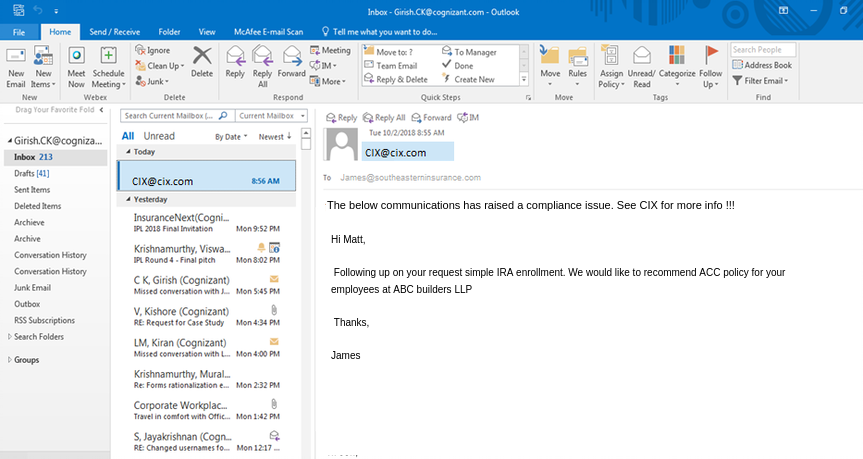 Inbox - Girish.CK@cognizant.com - Outlook
File Home Send / Receive Folder View McAfee E-mail Scan Tell me what you want to do...
New Email
New Items
New
Meet Now
Schedule Meeting
Webex
Ignore
Clean Up
Junk
Delete
Delete
Reply
Reply All
Forward
Meeting
IM
More
Respond
Move to: ?
Team Email
Reply & Delete
To Manager
Done
Create New
Quick Steps
Move
Rules
Move
Assign Policy
Unread/ Read
Categorize
Follow Up
Tags
Search People
Address Book
Filter Email
Find
Drag Your Favorite Fold
Girish.CK@cogniza...
Inbox 213
Drafts [41]
Sent Items
Deleted Items
Archieve
Archive
Conversation History
Conversation History
Junk Email
Outbox
RSS Subscriptions
Search Folders
Groups
Search Current Mailbox (... Current Mailbox
All Unread By Date Newest
Today
CIX@cix.com 8:56 AM
Yesterday
InsuranceNext(Cogni...
IPL 2018 Final Invitation Mon 9:52 PM
Krishnamurthy, Viswa...
IPL Round 4 - Final pitch Mon 8:02 PM
C K, Girish (Cognizant)
Missed conversation with J... Mon 5:45 PM
V, Kishore (Cognizant)
RE: Request for Case Study Mon 4:34 PM
LM, Kiran (Cognizant)
Missed conversation with L... Mon 4:00 PM
Krishnamurthy, Mural...
Re: Forms rationalization e... Mon 2:32 PM
Corporate Workplac...
Travel in comfort with Offic... Mon 1:42 PM
S, Jayakrishnan (Cogn...
RE: Changed usernames fo... Mon 12:17 ...
Reply Reply All Forward IM
Tue 10/2/2018 8:55 AM
CIX@cix.com
To James@southeasterninsurance.com
The below communications has raised a compliance issue. See CIX for more info !!!
Hi Matt,
Following up on your request simple IRA enrollment. We would like to recommend ACC policy for your
employees at ABC builders LLP
Thanks,
James